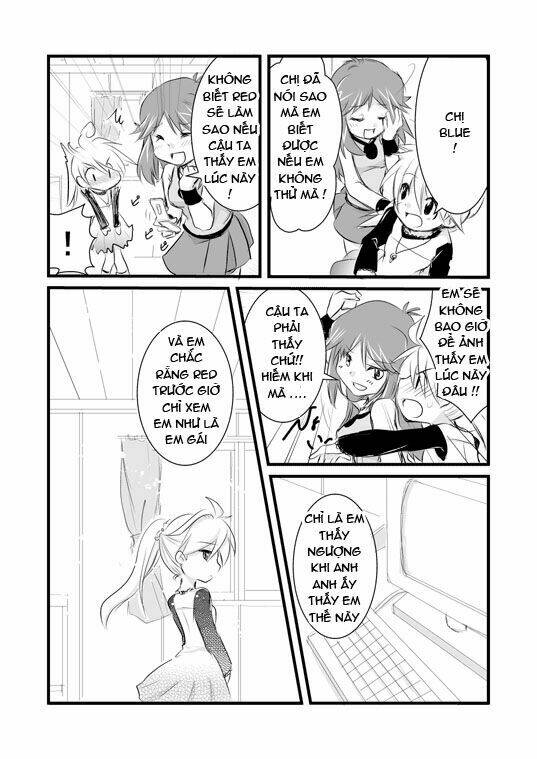 CHỊ
BLUE !
CHỊ ĐÃ
NÓI SAO
MÀ EM
BIẾT
ĐƯỢC
NẾU EM
KHÔNG
THỬ MÀ !
KHÔNG
BIẾT RED
SẼ LÀM
SAO NẾU
CẬU TA
THẤY EM
LÚC NÀY
!
!
EM SẼ
KHÔNG
BAO GIỜ
ĐỂ ẢNH
THẤY EM
LÚC NÀY
ĐÂU !!
CẬU TA
PHẢI
THẤY
CHỨ!!
HIẾM KHI
MÀ ....
CHỈ LÀ EM
THẤY
NGƯỢNG
KHI ANH
ANH ẤY
THẤY EM
THẾ NÀY
VÀ EM
CHẮC
RẰNG RED
TRƯỚC GIỜ
CHỈ XEM
EM NHƯ LÀ
EM GÁI